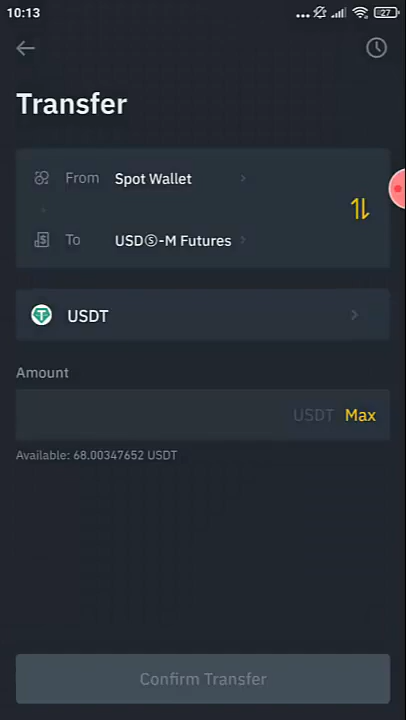 10:13
27
Transfer
From Spot Wallet
To USDⓈ-M Futures
USDT
Amount
USDT Max
Available: 68.00347652 USDT
Confirm Transfer